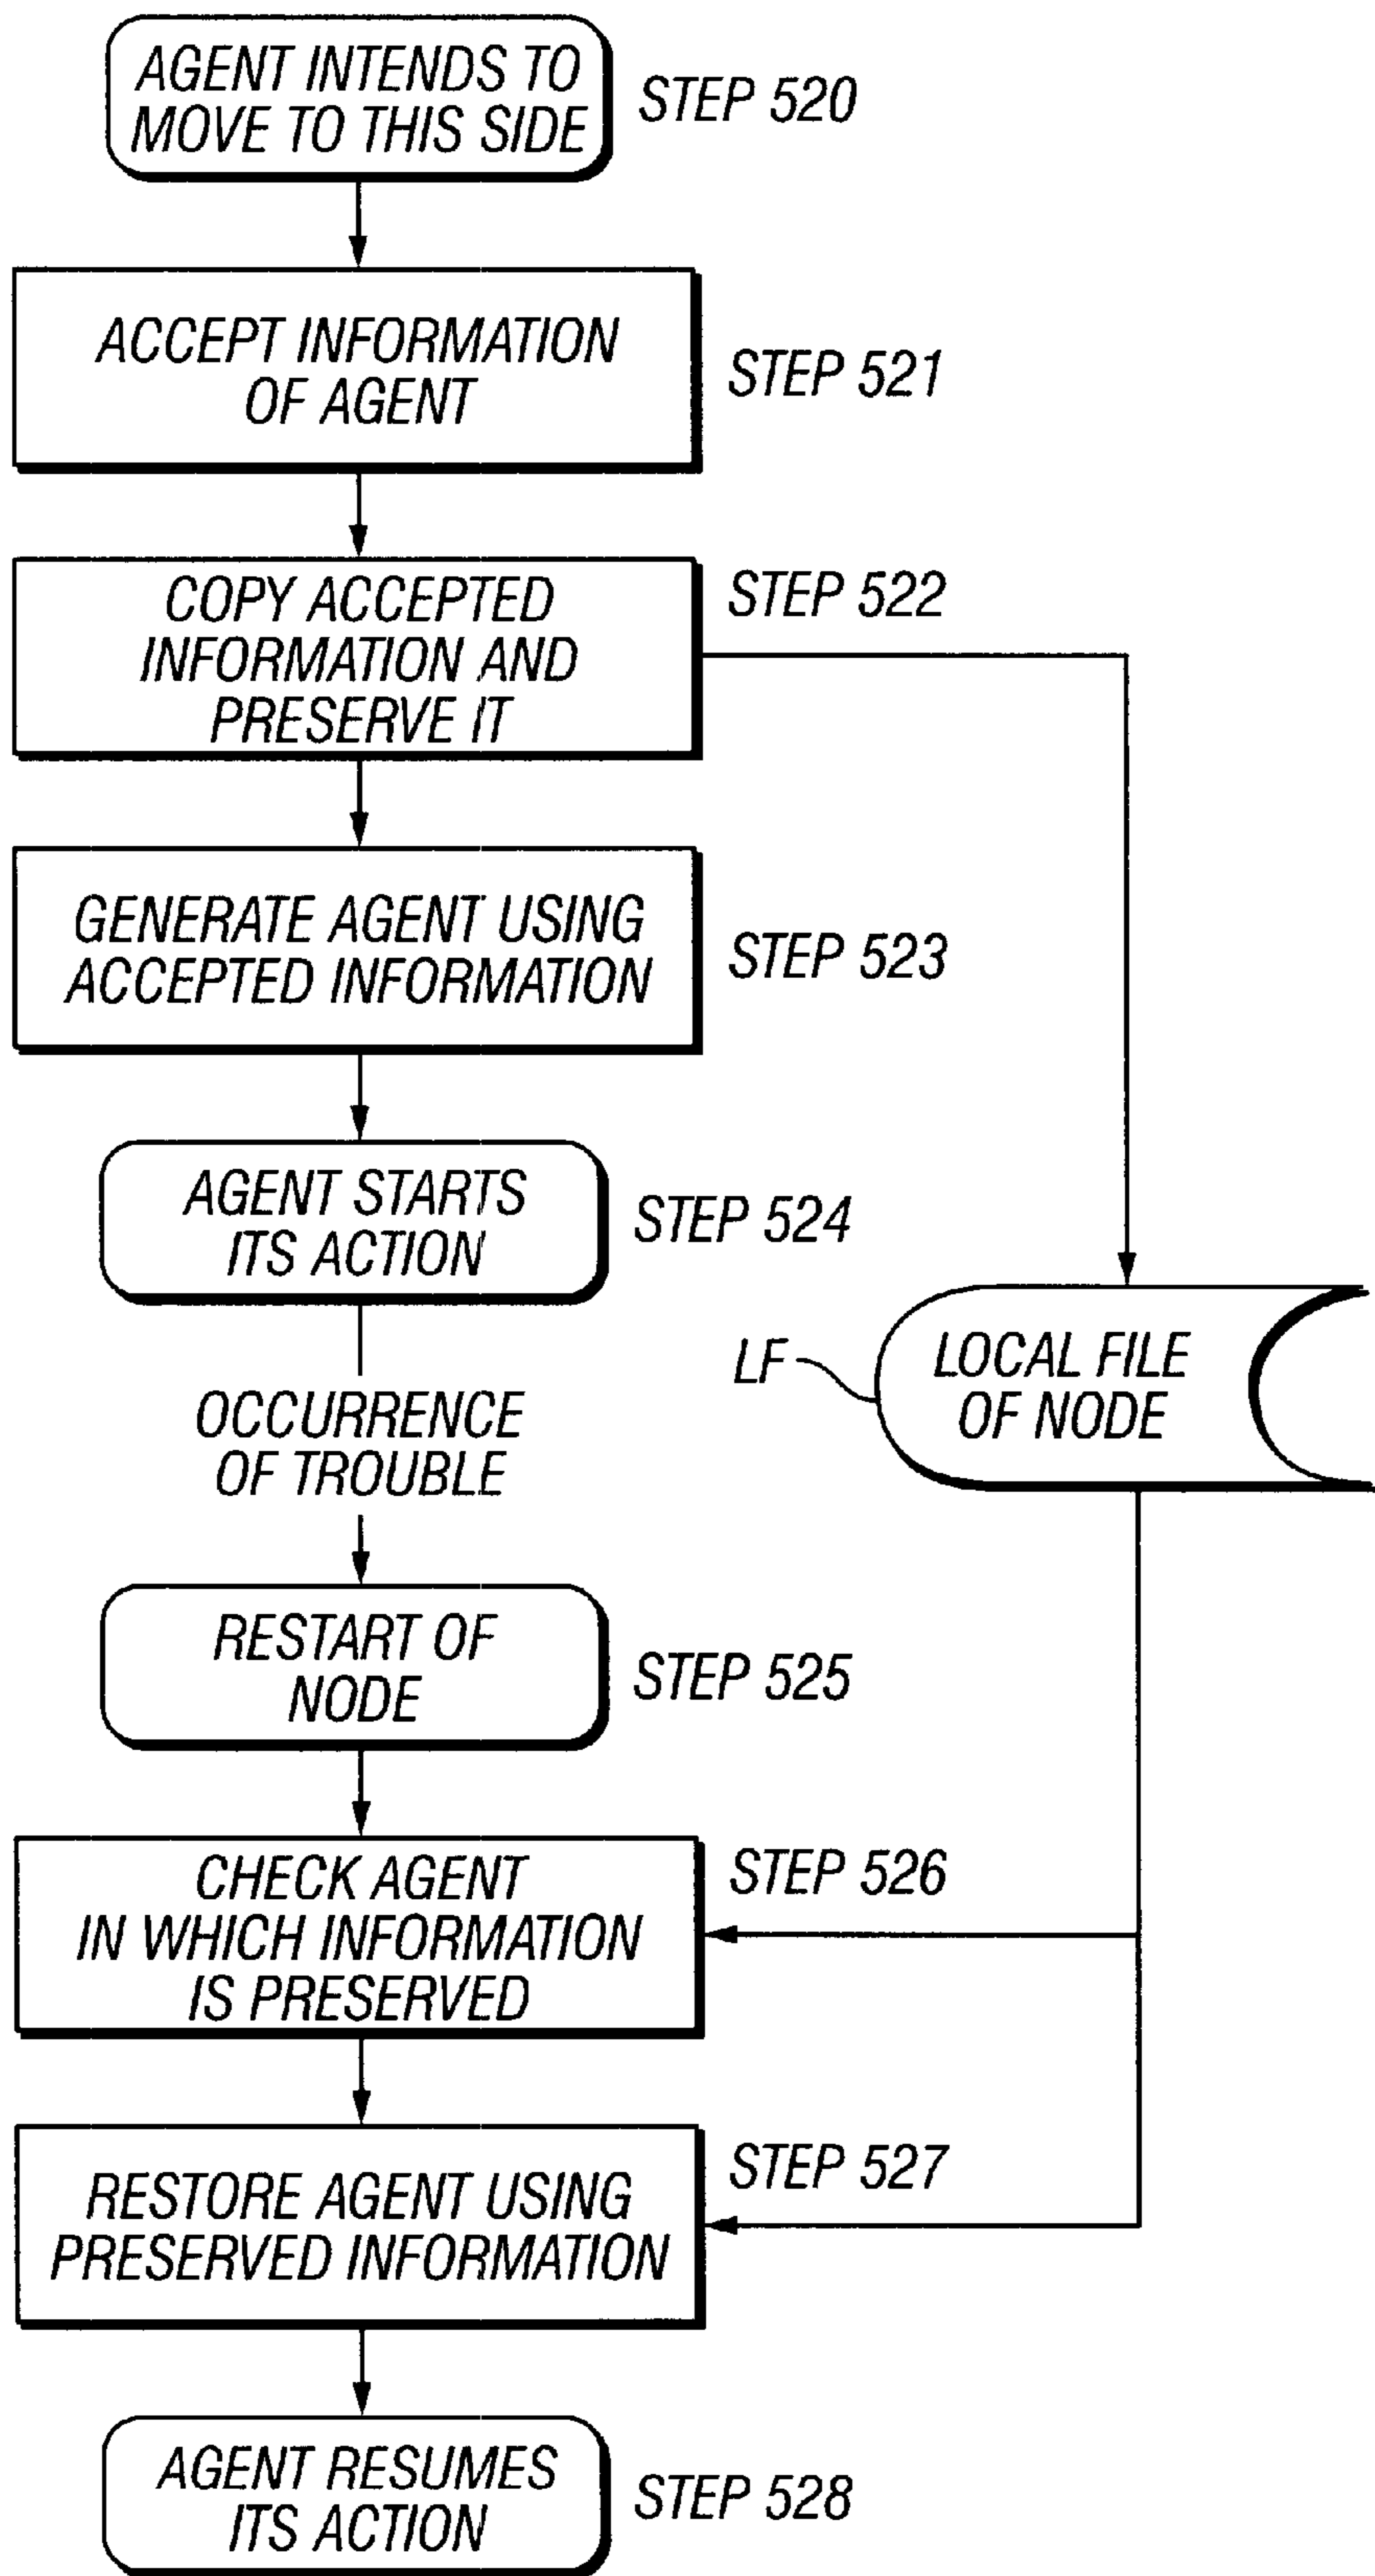 AGENT INTENDS TO
MOVE TO THIS SIDE
STEP 520
ACCEPT INFORMATION
OF AGENT
STEP 521
COPY ACCEPTED
INFORMATION AND
PRESERVE IT
STEP 522
GENERATE AGENT USING
ACCEPTED INFORMATION
STEP 523
AGENT STARTS
ITS ACTION
STEP 524
LF
LOCAL FILE
OF NODE
OCCURRENCE
OF TROUBLE
RESTART OF
NODE
STEP 525
CHECK AGENT
IN WHICH INFORMATION
IS PRESERVED
STEP 526
RESTORE AGENT USING
PRESERVED INFORMATION
STEP 527
AGENT RESUMES
ITS ACTION
STEP 528